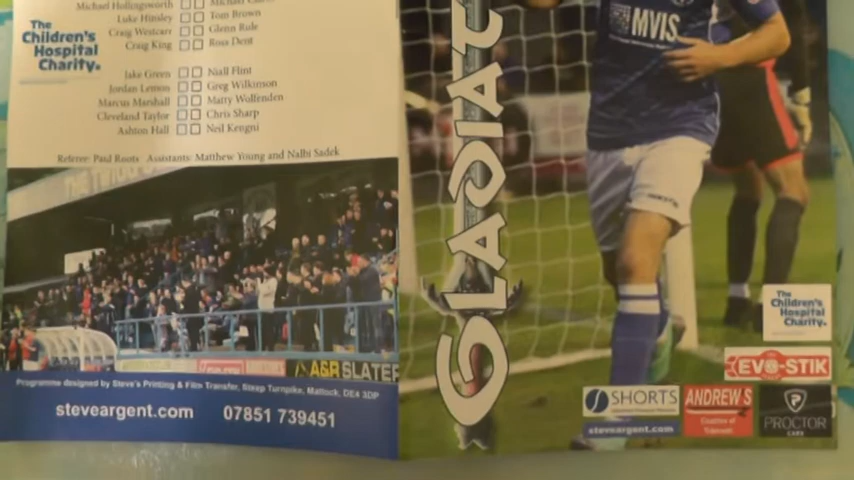 Michael Hollingsworth
Luke Hinsley Tom Brown
Craig Westcarr Glenn Rule
Craig King Ross Dent
Jake Green Niall Flint
Jordan Lemon Greg Wilkinson
Marcus Marshall Matty Wolfenden
Cleveland Taylor Chris Sharp
Ashton Hall Neil Kengni
Referee: Paul Roots Assistants: Matthew Young and Nalbi Sadek
The
Children's
Hospital
Charity.
A&R SLATER
Programme designed by Steve's Printing & Film Transfer, Steep Turnpike, Matlock, DE4 3DP
steveargent.com 07851 739451
GLADIAT
MVIS
The
Children's
Hospital
Charity.
EVO-STIK
SHORTS
steveargent.com
ANDREW'S
PROCTOR
CARS